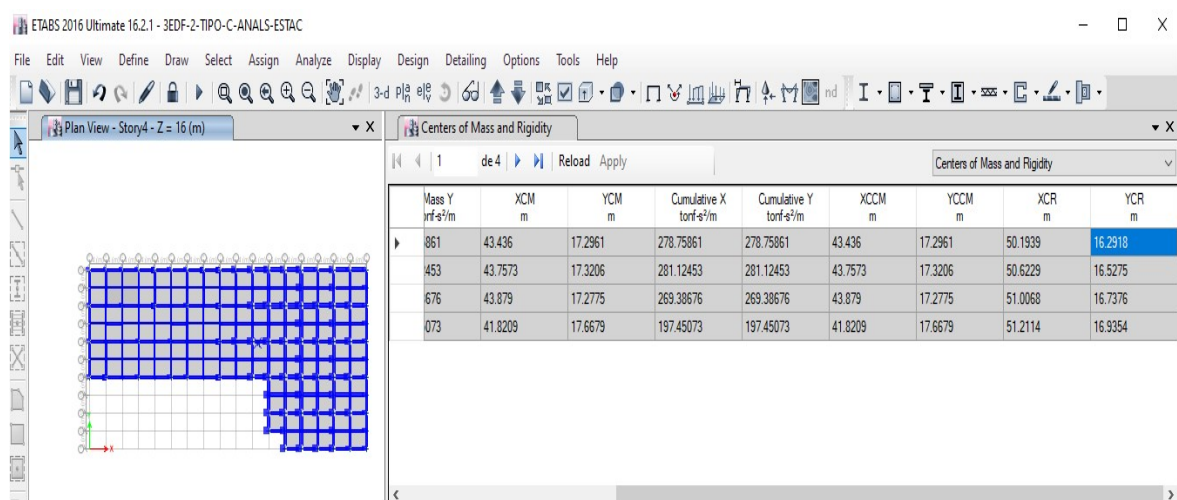 ETABS 2016 Ultimate 16.2.1 - 3EDF-2-TIPO-C-ANALS-ESTAC
File Edit View Define Draw Select Assign Analyze Display Design Detailing Options Tools Help
3-d nd
Plan View - Story4 - Z = 16 (m)
Centers of Mass and Rigidity
1 de 4 Reload Apply Centers of Mass and Rigidity
Mass Y XCM YCM Cumulative X Cumulative Y XCCM YCCM XCR YCR
onf-s²/m m m tonf-s²/m tonf-s²/m m m m m
861 43.436 17.2961 278.75861 278.75861 43.436 17.2961 50.1939 16.2918
453 43.7573 17.3206 281.12453 281.12453 43.7573 17.3206 50.6229 16.5275
676 43.879 17.2775 269.38676 269.38676 43.879 17.2775 51.0068 16.7376
073 41.8209 17.6679 197.45073 197.45073 41.8209 17.6679 51.2114 16.9354
X